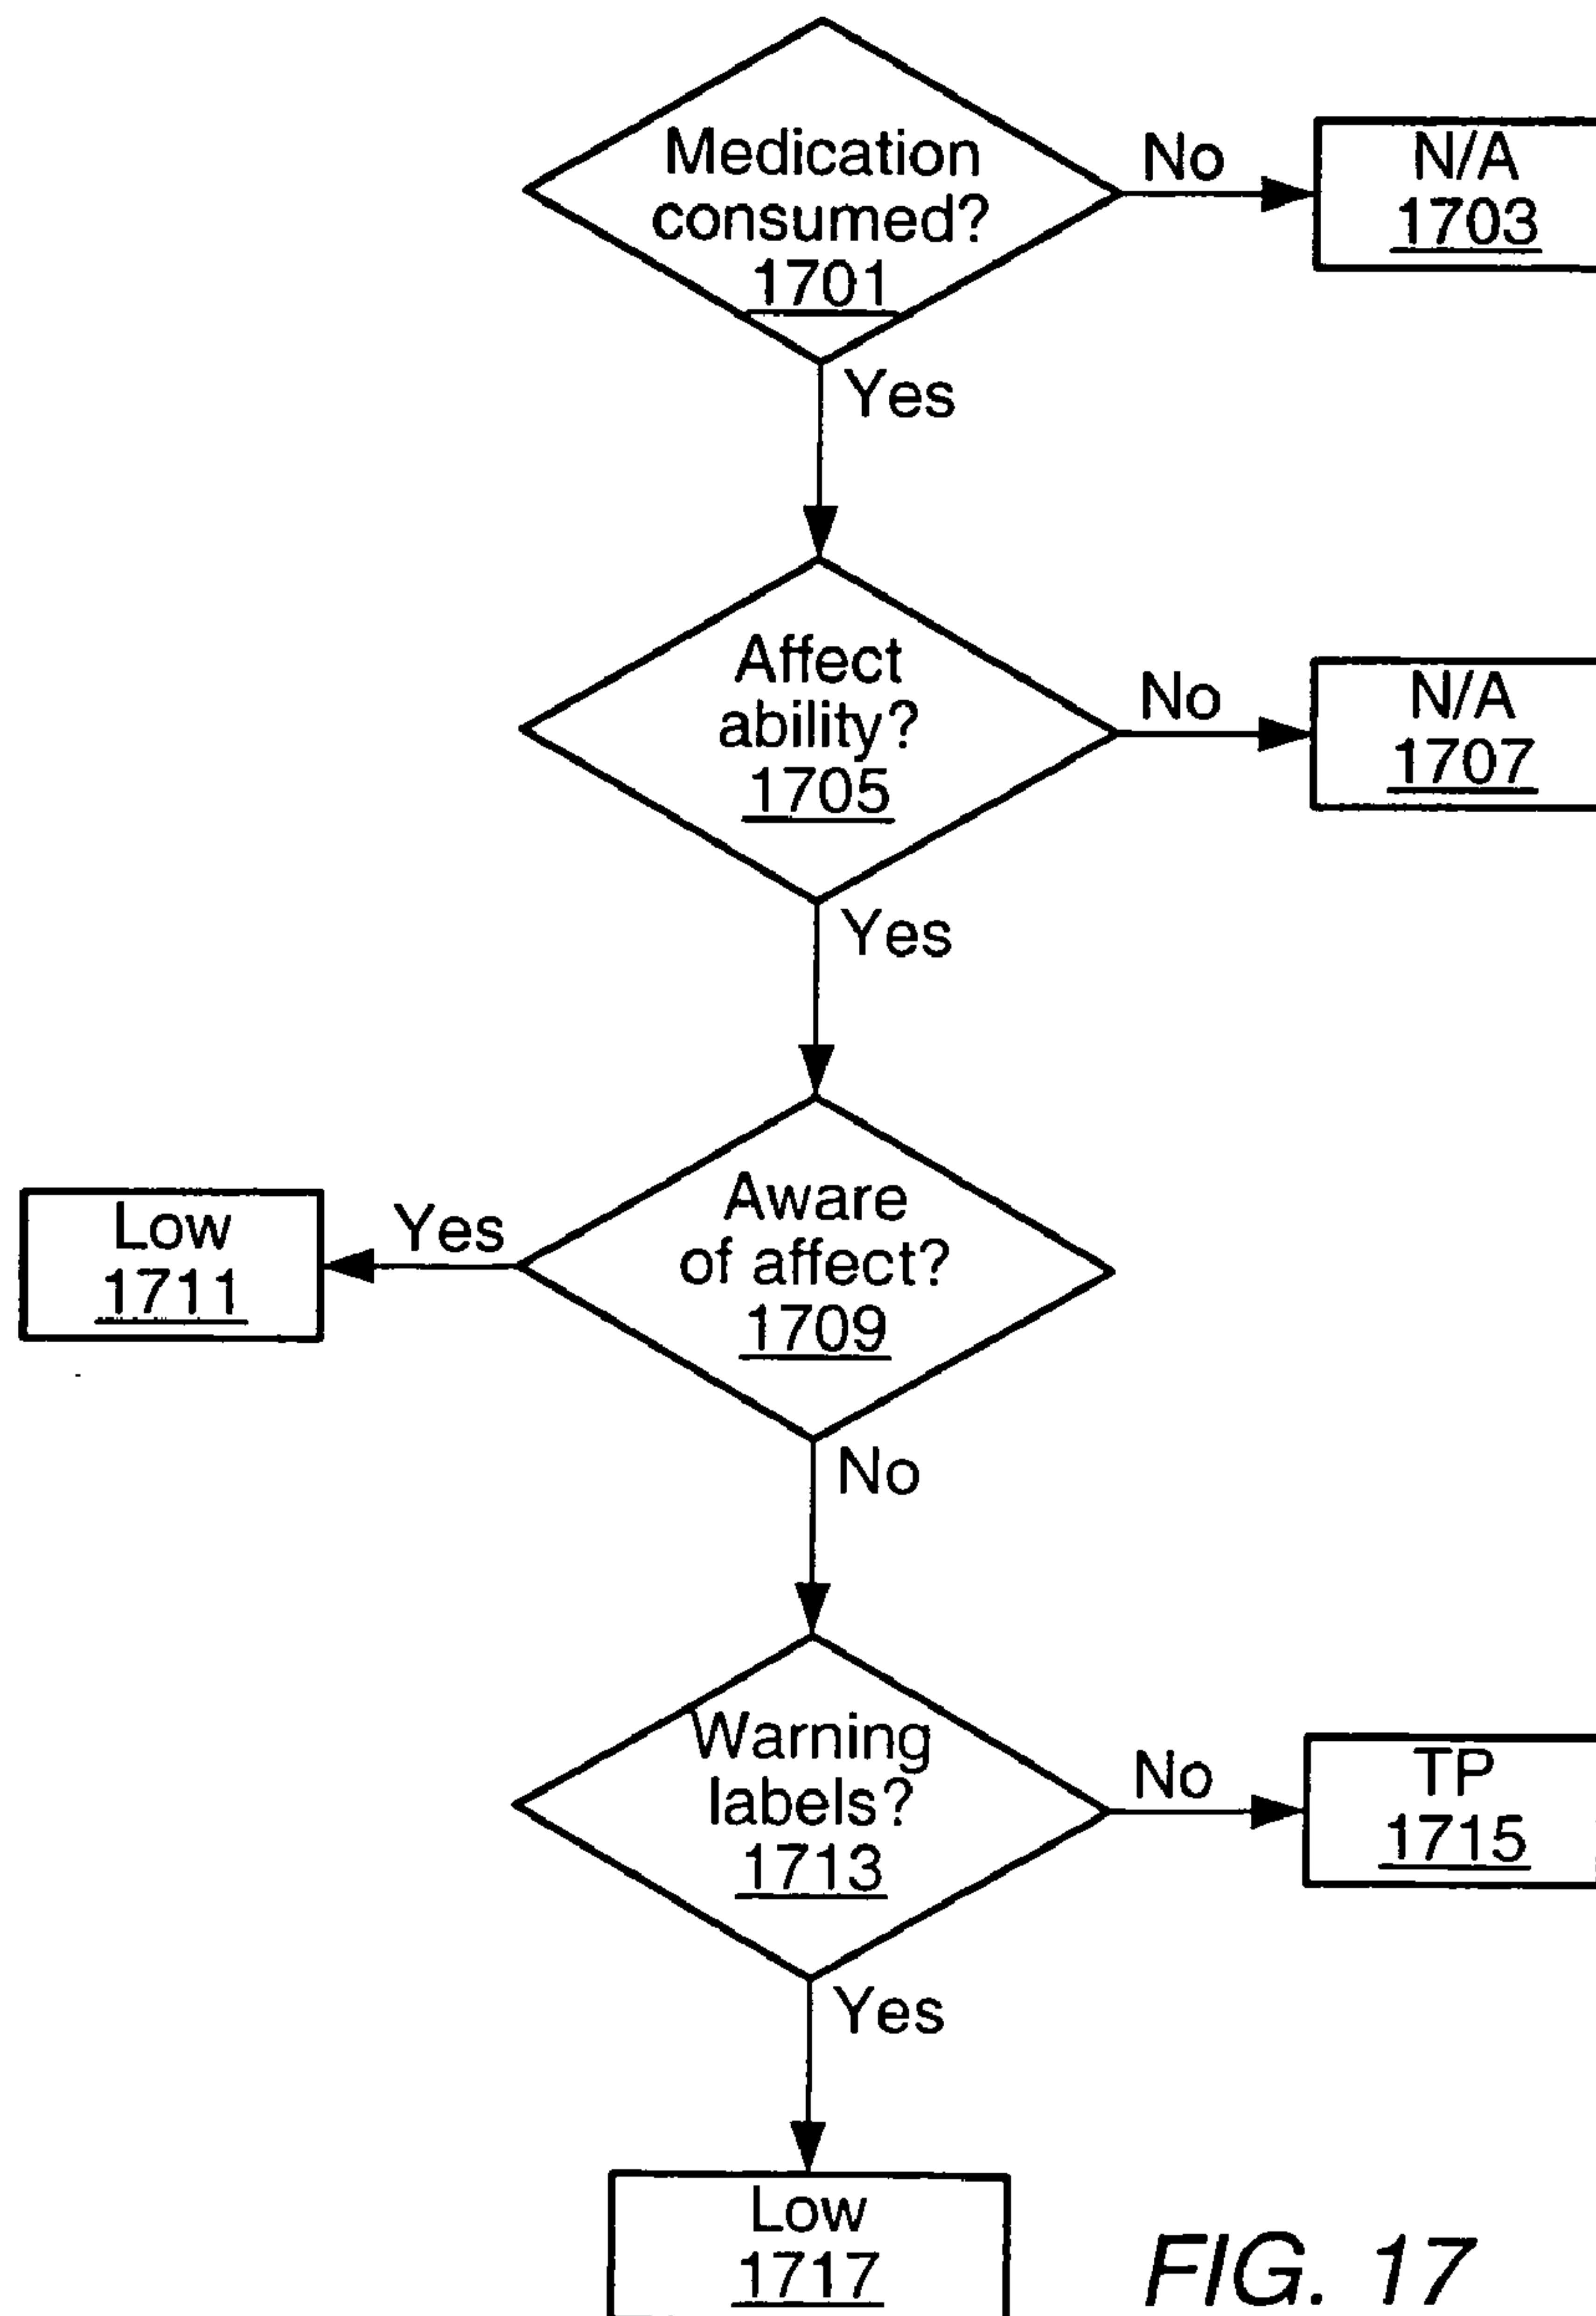 Medication
consumed?
1701
No
N/A
1703
Yes
Affect
ability?
1705
No
N/A
1707
Yes
Aware
of affect?
1709
Yes
Low
1711
No
Warning
labels?
1713
No
TP
1715
Yes
Low
1717
FIG. 17